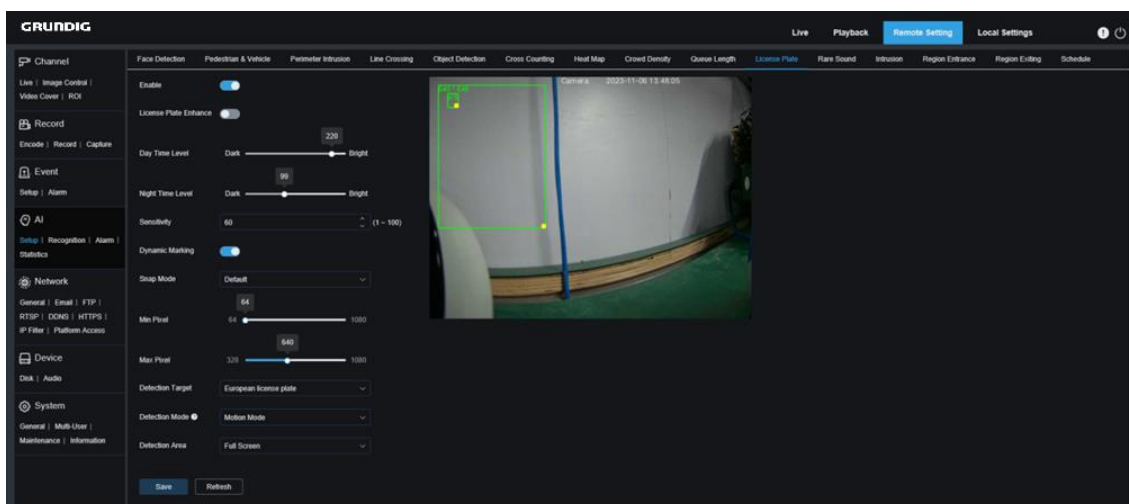 GRUNDIG
Live Playback Remote Setting Local Settings
Channel
Live | Image Control |
Video Cover | ROI
Record
Encode | Record | Capture
Event
Setup | Alarm
AI
Setup | Recognition | Alarm |
Statistics
Network
General | Email | FTP |
RTSP | DDNS | HTTPS |
IP Filter | Platform Access
Device
Disk | Audio
System
General | Multi-User |
Maintenance | Information
Face Detection Pedestrian & Vehicle Perimeter Intrusion Line Crossing Object Detection Cross Counting Heat Map Crowd Density Queue Length License Plate Rare Sound Intrusion Region Entrance Region Exiting Schedule
Enable
License Plate Enhance
220
Day Time Level Dark Bright
99
Night Time Level Dark Bright
Sensitivity 60 (1 ~ 100)
Dynamic Marking
Snap Mode Default
64
Min Pixel 64 1080
640
Max Pixel 320 1080
Detection Target European license plate
Detection Mode Motion Mode
Detection Area Full Screen
Save Refresh
Camera 2023-11-06 13:48:05